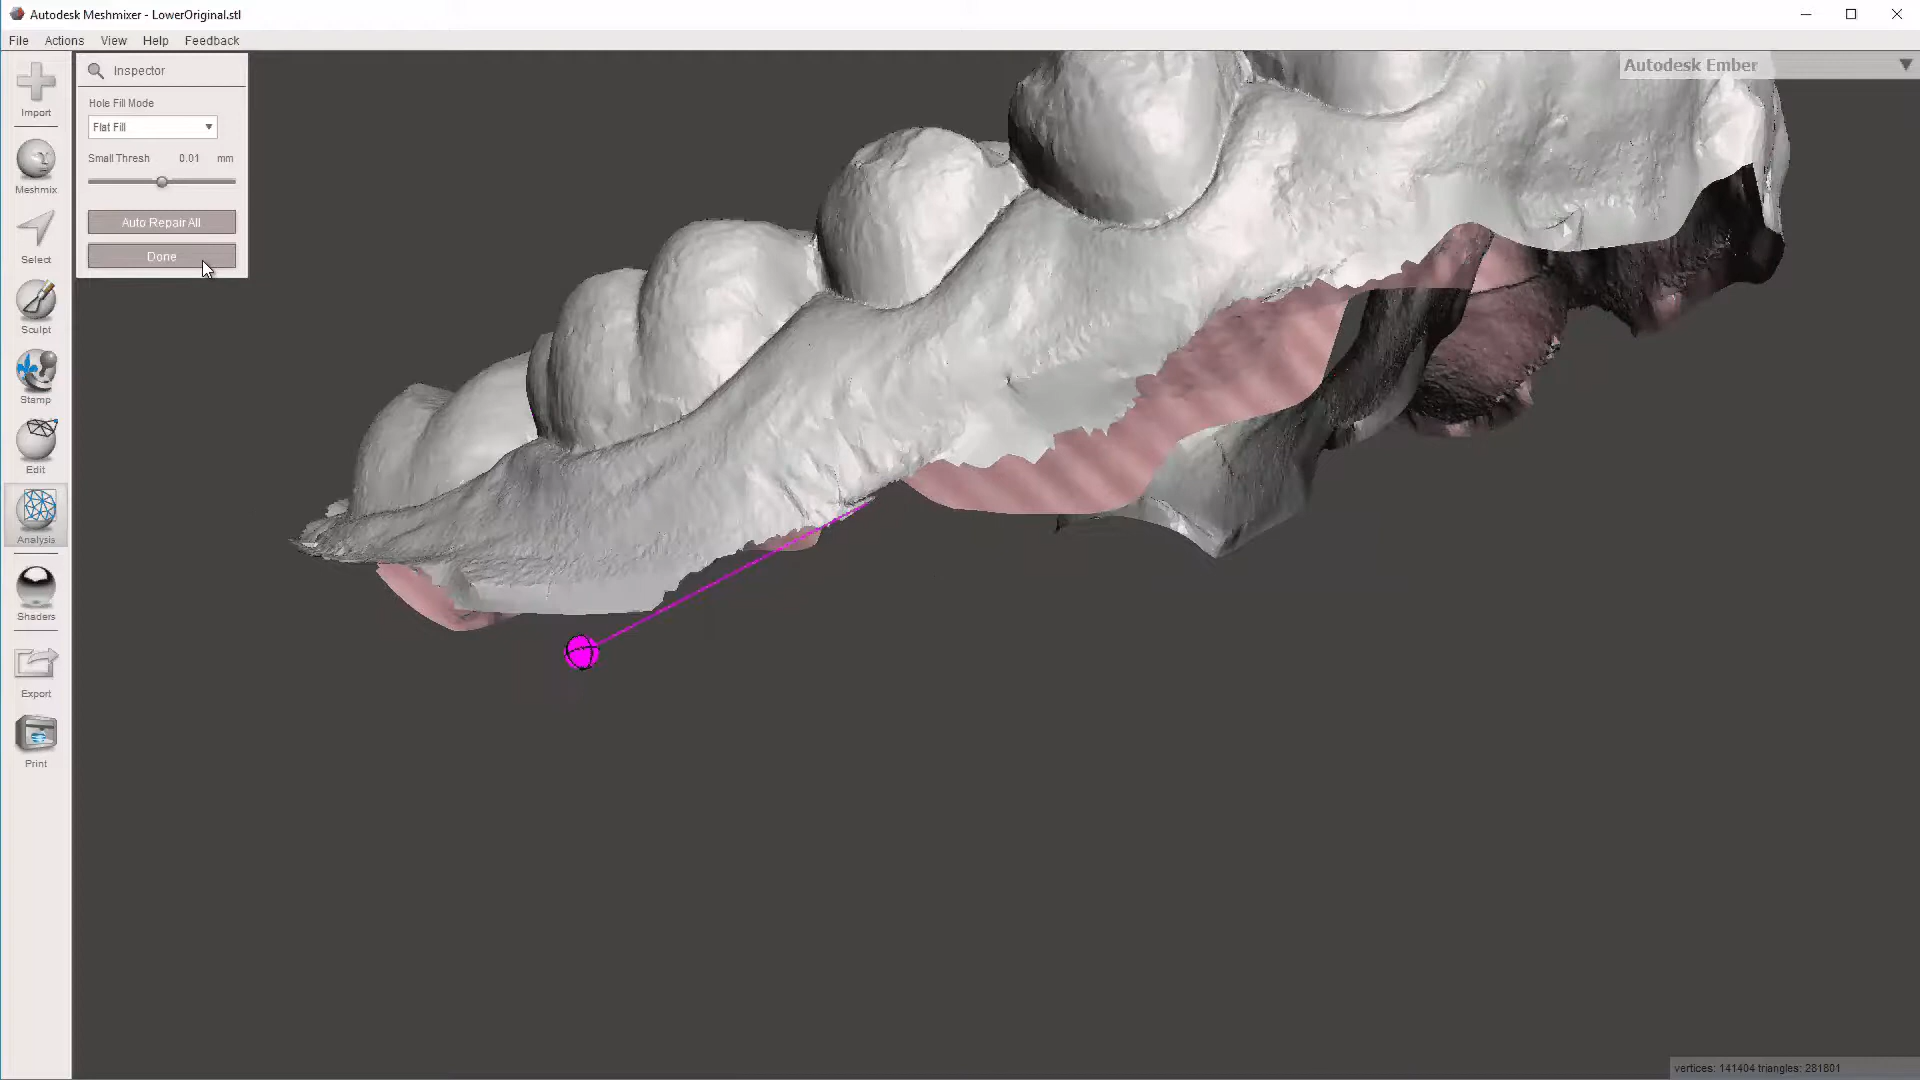 Autodesk Meshmixer - LowerOriginal.stl
File Actions View Help Feedback
Inspector
Hole Fill Mode
Flat Fill
Small Thresh 0.01 mm
Auto Repair All
Done
Autodesk Ember
Import
Meshmix
Select
Sculpt
Stamp
Edit
Analysis
Shaders
Export
Print
vertices: 141404 triangles: 281801